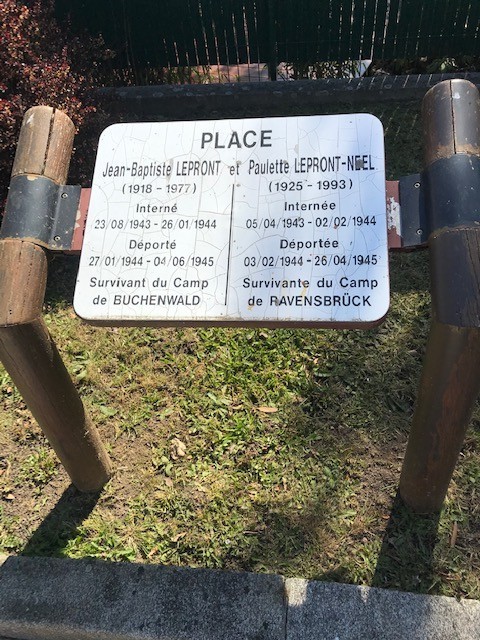 PLACE
Jean-Baptiste LEPRONT et Paulette LEPRONT-NEEL
(1918 - 1977) (1925 - 1993)
Interné Internée
23/08/1943 - 26/01/1944 05/04/1943 - 02/02/1944
Déporté Déportée
27/01/1944 - 04/06/1945 03/02/1944 - 26/04/1945
Survivant du Camp Survivante du Camp
de BUCHENWALD de RAVENSBRÜCK